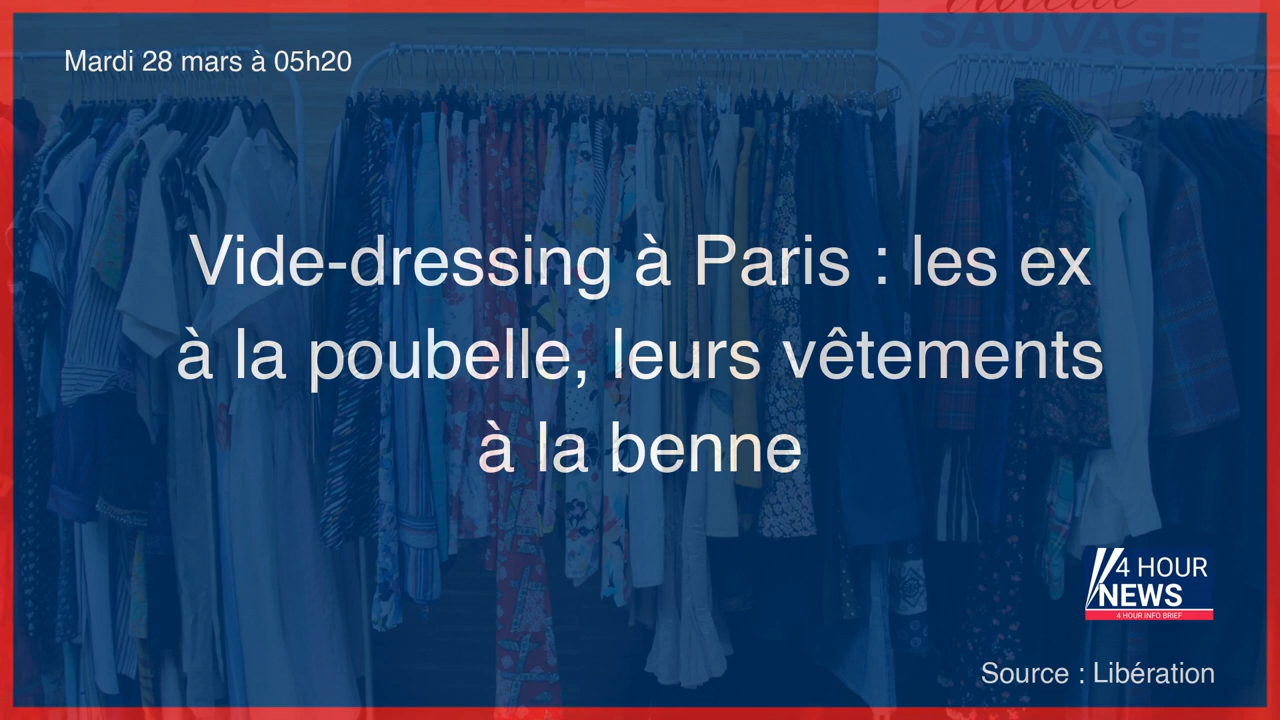 SAUVAGE
Mardi 28 mars à 05h20
Vide-dressing à Paris : les ex
à la poubelle, leurs vêtements
à la benne
4 HOUR
NEWS
4 HOUR INFO BRIEF
Source : Libération